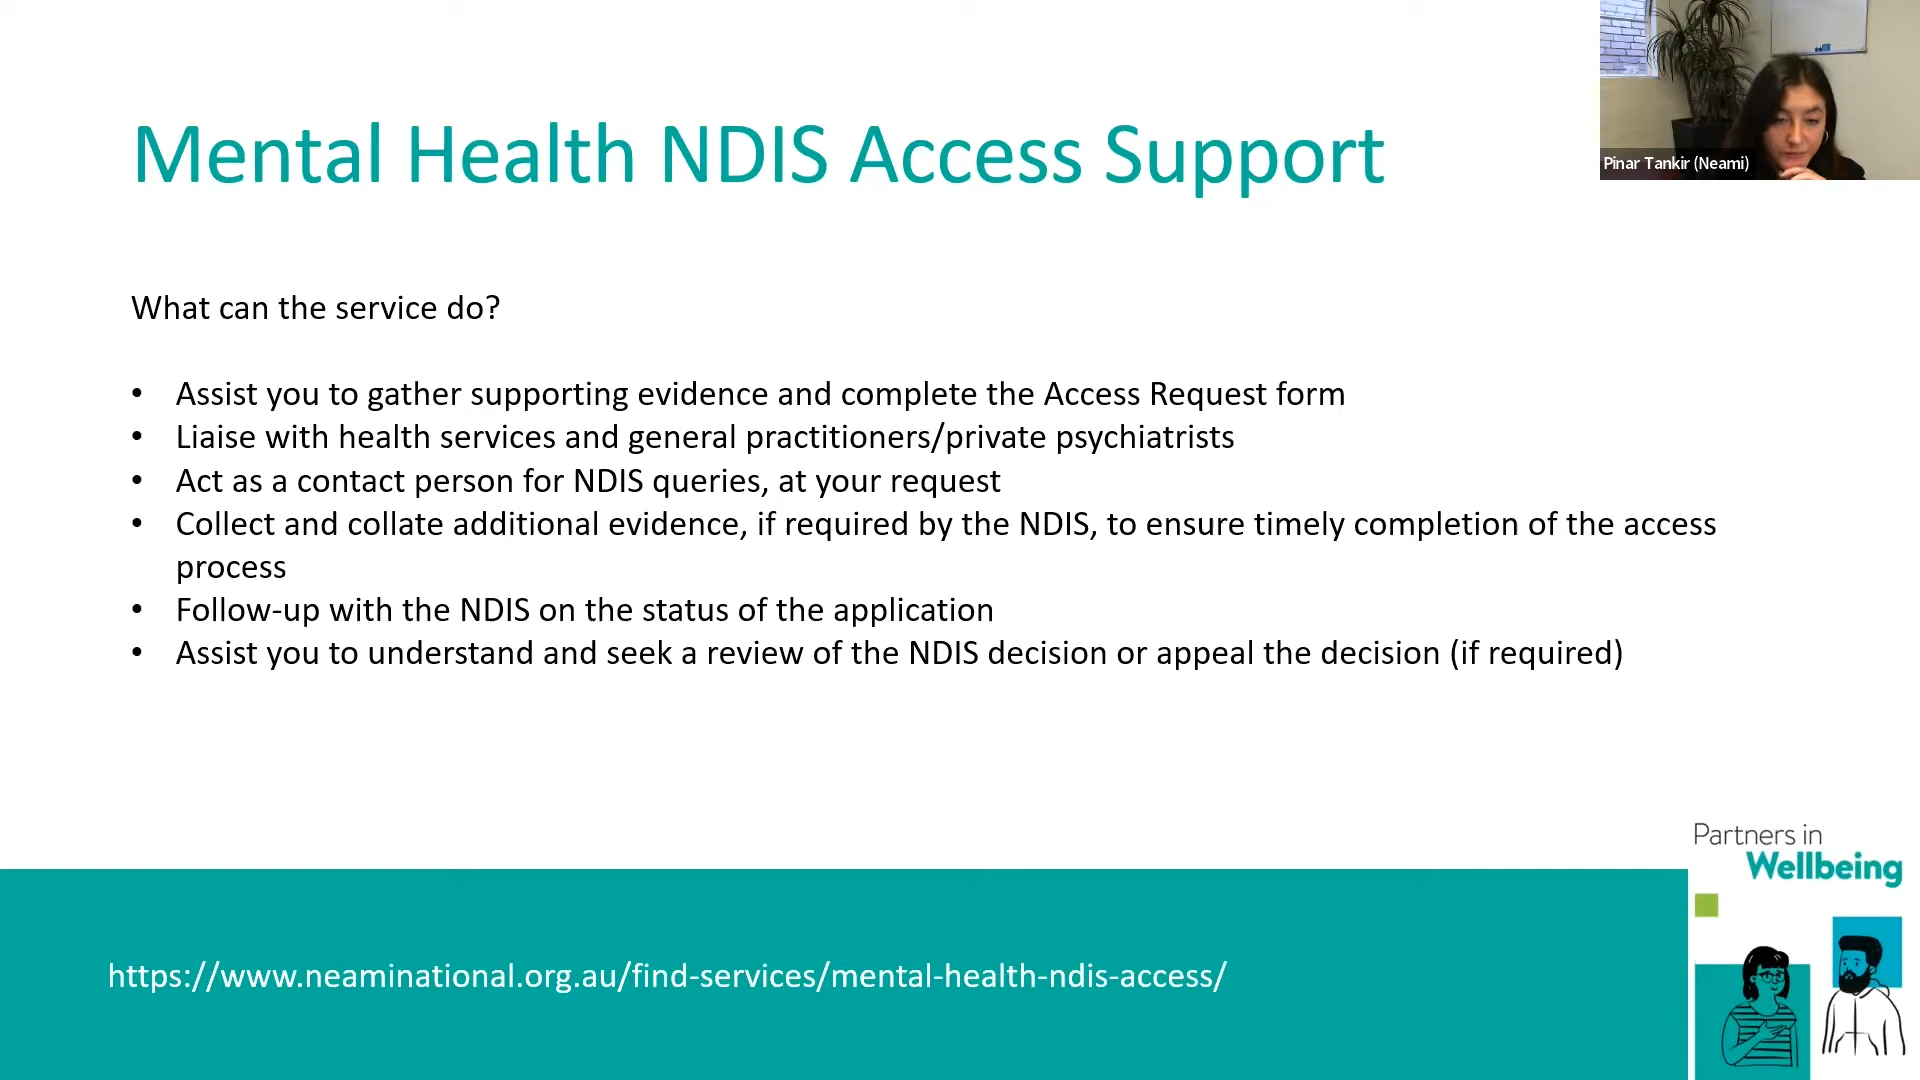 Mental Health NDIS Access Support
Pinar Tankir (Neami)
What can the service do?
• Assist you to gather supporting evidence and complete the Access Request form
• Liaise with health services and general practitioners/private psychiatrists
• Act as a contact person for NDIS queries, at your request
• Collect and collate additional evidence, if required by the NDIS, to ensure timely completion of the access
process
• Follow-up with the NDIS on the status of the application
• Assist you to understand and seek a review of the NDIS decision or appeal the decision (if required)
Partners in
Wellbeing
https://www.neaminational.org.au/find-services/mental-health-ndis-access/